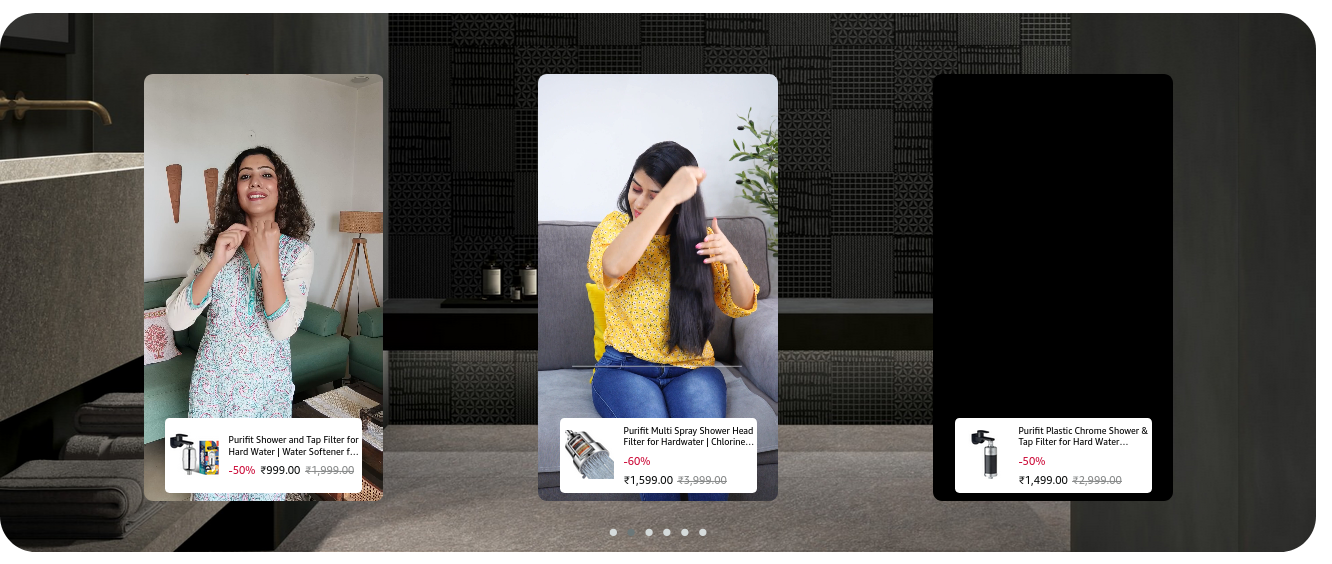 Purifit Shower and Tap Filter for
Hard Water | Water Softener f...
-50% ₹999.00 ₹1,999.00
Purifit Multi Spray Shower Head
Filter for Hardwater | Chlorine...
-60%
₹1,599.00 ₹3,999.00
Purifit Plastic Chrome Shower &
Tap Filter for Hard Water...
-50%
₹1,499.00 ₹2,999.00